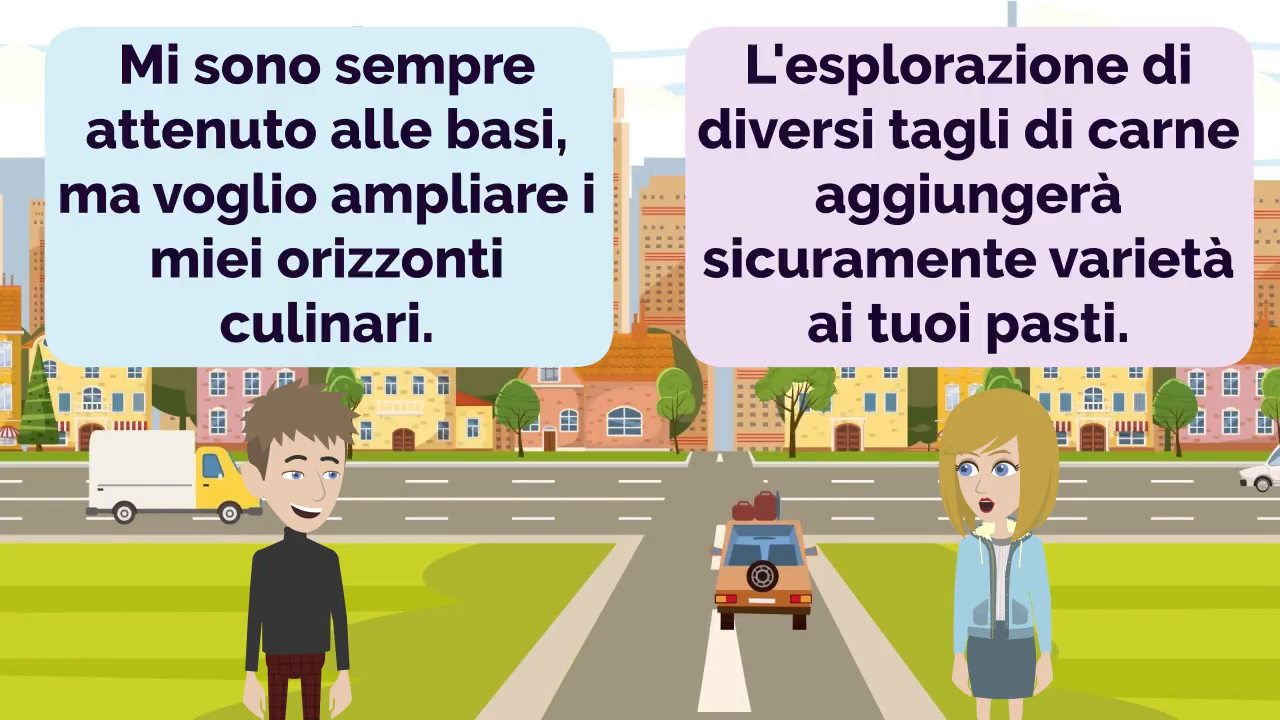 Mi sono sempre
attenuto alle basi,
ma voglio ampliare i
miei orizzonti
culinari.
L'esplorazione di
diversi tagli di carne
aggiungerà
sicuramente varietà
ai tuoi pasti.